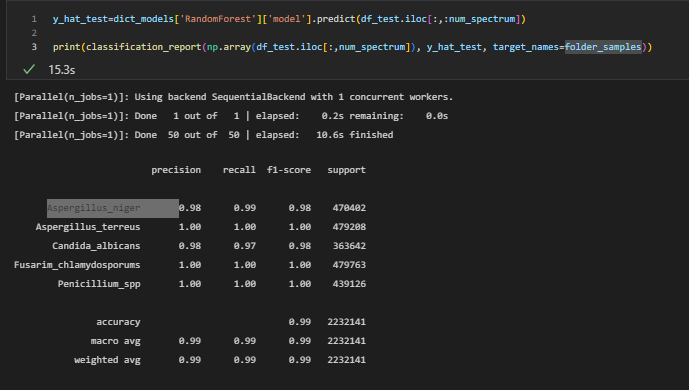 1 y_hat_test=dict_models['RandomForest']['model'].predict(df_test.iloc[:,:num_spectrum])
2
3 print(classification_report(np.array(df_test.iloc[:,num_spectrum]), y_hat_test, target_names=folder_samples))
15.3s
[Parallel(n_jobs=1)]: Using backend SequentialBackend with 1 concurrent workers.
[Parallel(n_jobs=1)]: Done 1 out of 1 | elapsed: 0.2s remaining: 0.0s
[Parallel(n_jobs=1)]: Done 50 out of 50 | elapsed: 10.6s finished
precision recall f1-score support
Aspergillus_niger 0.98 0.99 0.98 470402
Aspergillus_terreus 1.00 1.00 1.00 479208
Candida_albicans 0.98 0.97 0.98 363642
Fusarim_chlamydosporums 1.00 1.00 1.00 479763
Penicillium_spp 1.00 1.00 1.00 439126
accuracy 0.99 2232141
macro avg 0.99 0.99 0.99 2232141
weighted avg 0.99 0.99 0.99 2232141